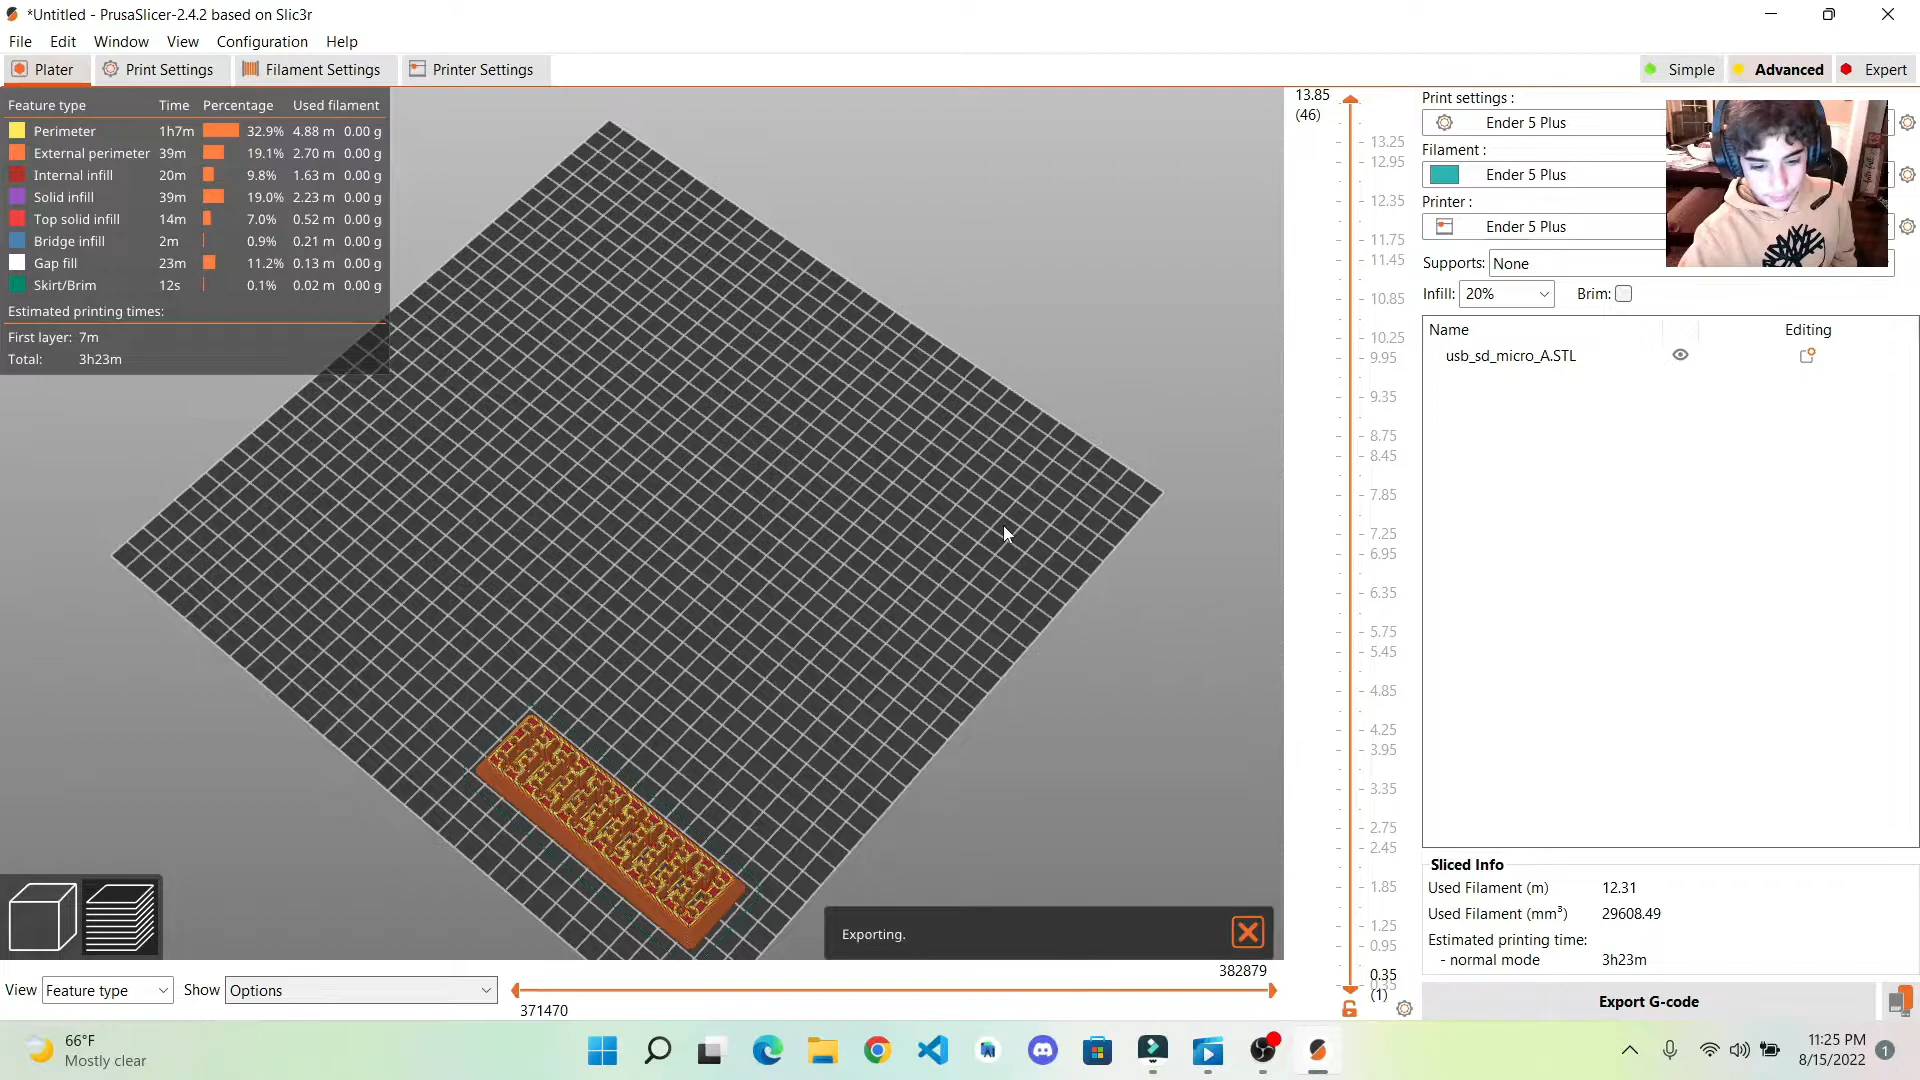 *Untitled - PrusaSlicer-2.4.2 based on Slic3r
File Edit Window View Configuration Help
Plater Print Settings Filament Settings Printer Settings Simple Advanced Expert
Feature type Time Percentage Used filament
Perimeter 1h7m 32.9% 4.88 m 0.00 g
External perimeter 39m 19.1% 2.70 m 0.00 g
Internal infill 20m 9.8% 1.63 m 0.00 g
Solid infill 39m 19.0% 2.23 m 0.00 g
Top solid infill 14m 7.0% 0.52 m 0.00 g
Bridge infill 2m 0.9% 0.21 m 0.00 g
Gap fill 23m 11.2% 0.13 m 0.00 g
Skirt/Brim 12s 0.1% 0.02 m 0.00 g
Estimated printing times:
First layer: 7m
Total: 3h23m
13.85
(46)
13.25
12.95
12.35
11.75
11.45
10.85
10.25
9.95
9.35
8.75
8.45
7.85
7.25
6.95
6.35
5.75
5.45
4.85
4.25
3.95
3.35
2.75
2.45
1.85
1.25
0.95
0.35
0.35
(1)
Print settings :
Ender 5 Plus
Filament :
Ender 5 Plus
Printer :
Ender 5 Plus
Supports: None
Infill: 20% Brim:
Name Editing
usb_sd_micro_A.STL
Sliced Info
Used Filament (m) 12.31
Used Filament (mm³) 29608.49
Estimated printing time:
- normal mode 3h23m
Export G-code
Exporting.
382879
View Feature type Show Options
371470
66°F
Mostly clear
11:25 PM
8/15/2022
1